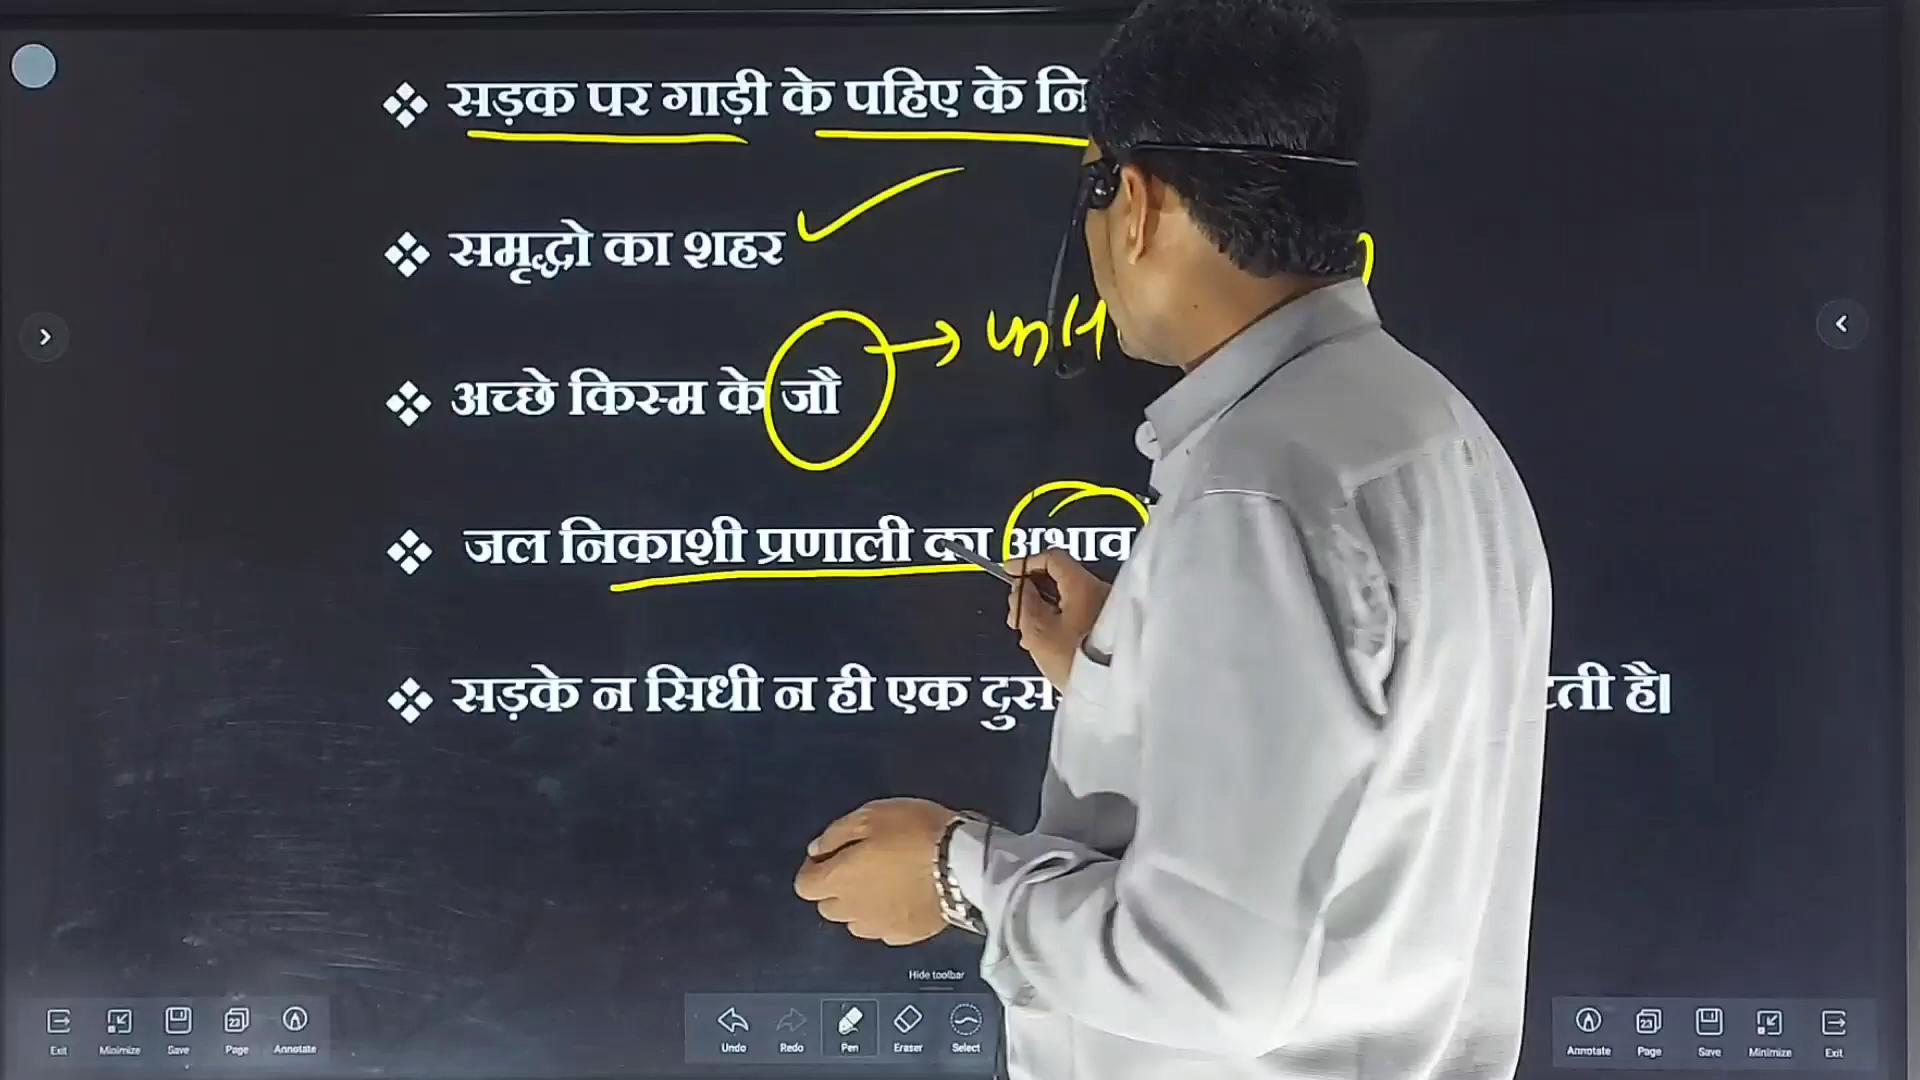 ❖ सड़क पर गाड़ी के पहिए के
❖ समृद्धो का शहर
❖ अच्छे किस्म के जौ
❖ जल निकाशी प्रणाली का अभाव
❖ सड़के न सिधी न ही एक है।
Hide toolbar
Exit Minimize Save Page Annotate Undo Redo Pen Eraser Select Annotate Page Save Minimize Exit